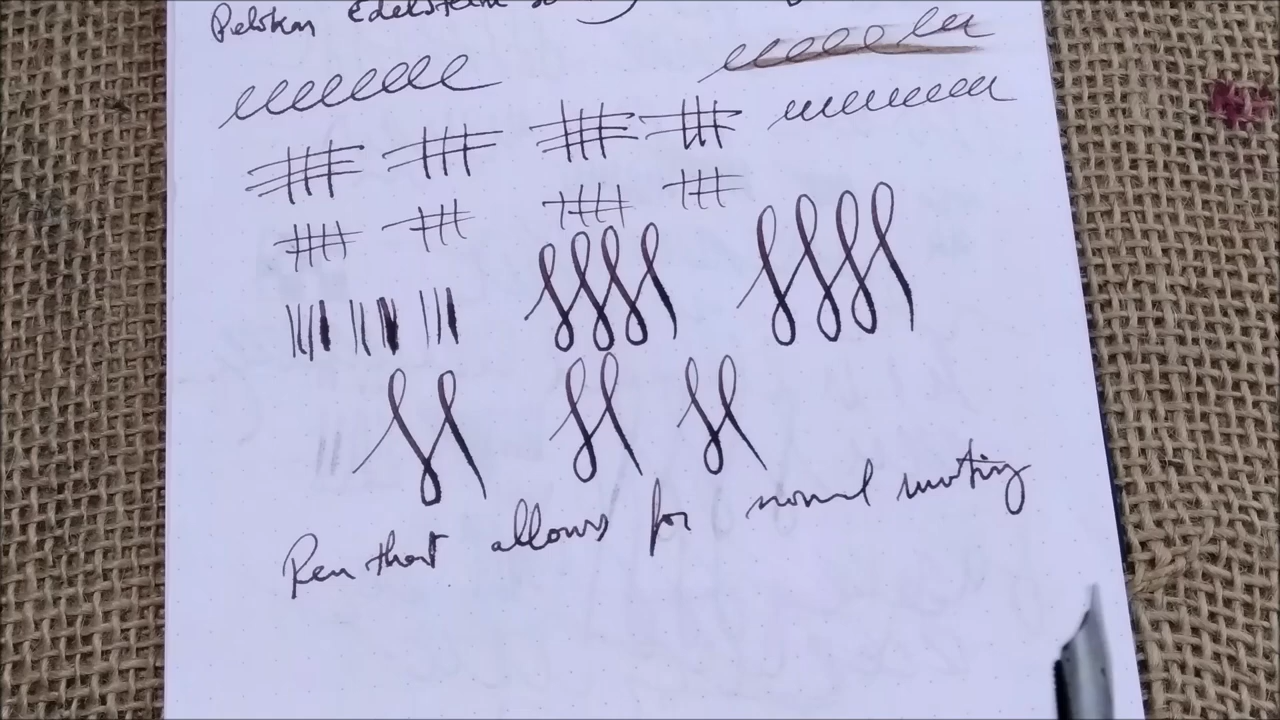 Pelikan Edelstein
Pen that allows for normal writing